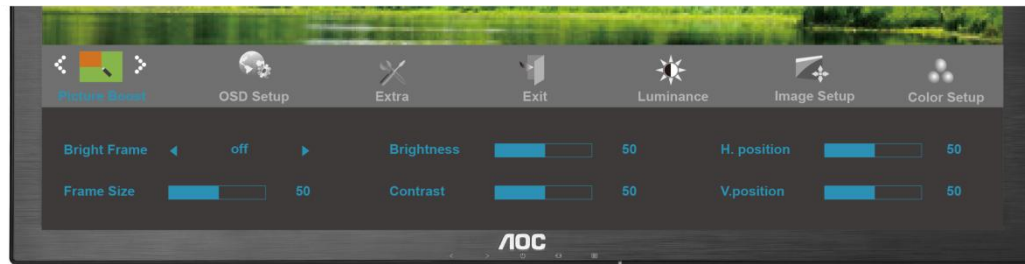 Picture Boost
OSD Setup
Extra
Exit
Luminance
Image Setup
Color Setup
Bright Frame off Brightness 50 H. position 50
Frame Size 50 Contrast 50 V.position 50
AOC